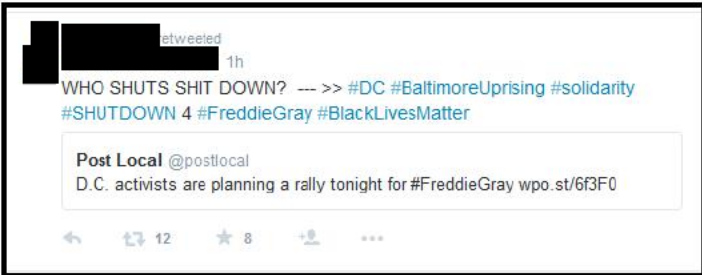 retweeted
1h
WHO SHUTS SHIT DOWN? --- >> #DC #BaltimoreUprising #solidarity
#SHUTDOWN 4 #FreddieGray #BlackLivesMatter
Post Local @postlocal
D.C. activists are planning a rally tonight for #FreddieGray wpo.st/6f3F0
12 8